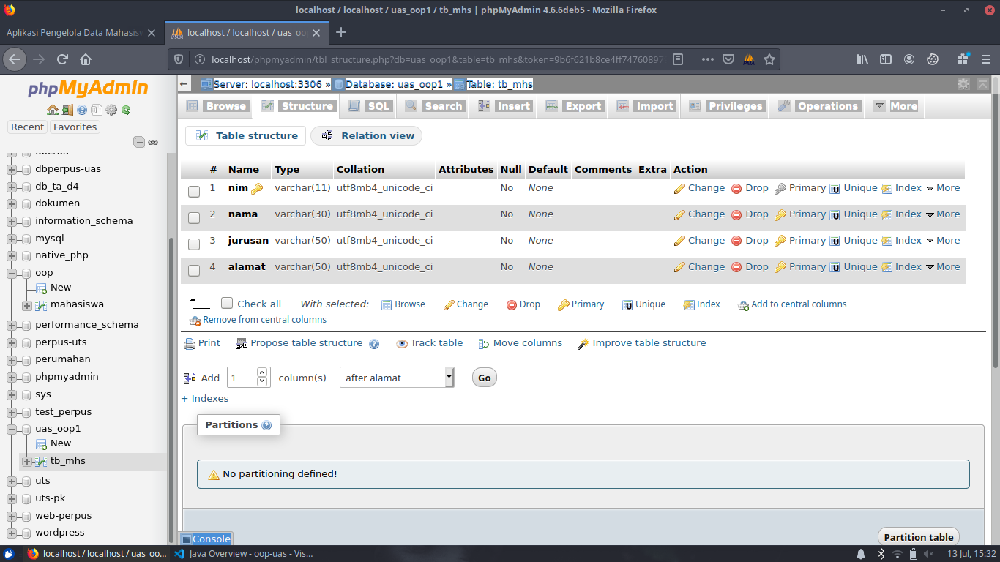 localhost / localhost / uas_oop1 / tb_mhs | phpMyAdmin 4.6.6deb5 - Mozilla Firefox
Aplikasi Pengelola Data Mahasis
localhost / localhost / uas_oo
localhost/phpmyadmin/tbl_structure.php?db=uas_oop1&table=tb_mhs&token=9b6f621b8ce4ff74760897
PMA
phpMyAdmin
Recent Favorites
dbperpus-uas
db_ta_d4
dokumen
information_schema
mysql
native_php
oop
New
mahasiswa
performance_schema
perpus-uts
perumahan
phpmyadmin
sys
test_perpus
uas_oop1
New
tb_mhs
uts
uts-pk
web-perpus
wordpress
Server: localhost:3306 » Database: uas_oop1 » Table: tb_mhs
Browse Structure SQL Search Insert Export Import Privileges Operations More
Table structure Relation view
# Name Type Collation Attributes Null Default Comments Extra Action
1 nim varchar(11) utf8mb4_unicode_ci No None Change Drop Primary Unique Index More
2 nama varchar(30) utf8mb4_unicode_ci No None Change Drop Primary Unique Index More
3 jurusan varchar(50) utf8mb4_unicode_ci No None Change Drop Primary Unique Index More
4 alamat varchar(50) utf8mb4_unicode_ci No None Change Drop Primary Unique Index More
Check all With selected: Browse Change Drop Primary Unique Index Add to central columns
Remove from central columns
Print Propose table structure Track table Move columns Improve table structure
Add 1 column(s) after alamat Go
+ Indexes
Partitions
No partitioning defined!
Partition table
Console
localhost / localhost / uas_oo... Java Overview - oop-uas - Vis... 13 Jul, 15:32